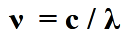 ν = c / λ